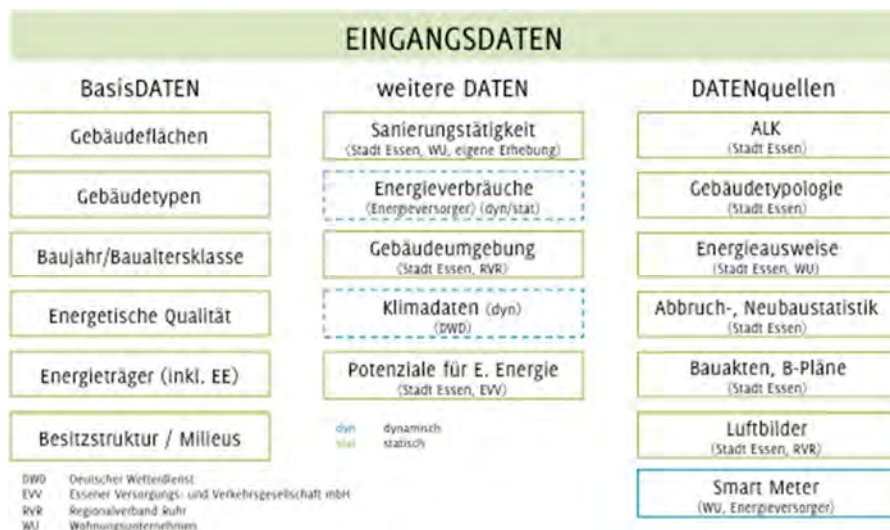 EINGANGSDATEN
BasisDATEN
Gebäudeflächen
Gebäudetypen
Baujahr/Baualtersklasse
Energetische Qualität
Energieträger (inkl. EE)
Besitzstruktur / Milieus
weitere DATEN
Sanierungstätigkeit
(Stadt Essen, WU, eigene Erhebung)
Energieverbräuche
(Energieversorger) (dyn/stat)
Gebäudeumgebung
(Stadt Essen, RVR)
Klimadaten (dyn)
(DWD)
Potenziale für E. Energie
(Stadt Essen, EVV)
dyn dynamisch
stat statisch
DATENquellen
ALK
(Stadt Essen)
Gebäudetypologie
(Stadt Essen)
Energieausweise
(Stadt Essen, WU)
Abbruch-, Neubaustatistik
(Stadt Essen)
Bauakten, B-Pläne
(Stadt Essen)
Luftbilder
(Stadt Essen, RVR)
Smart Meter
(WU, Energieversorger)
DWD Deutscher Wetterdienst
EVV Essener Versorgungs- und Verkehrsgesellschaft mbH
RVR Regionalverband Ruhr
WU Wohnungsunternehmen